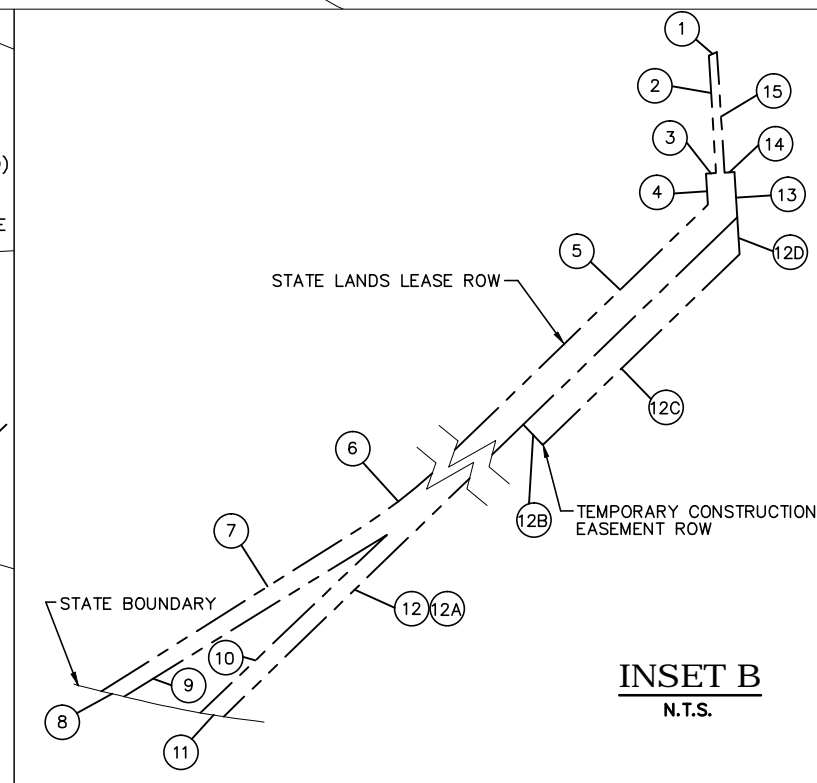 1
2
15
)
3
14
4
13
E
5
12D
STATE LANDS LEASE ROW
12C
6
12B
TEMPORARY CONSTRUCTION
EASEMENT ROW
7
STATE BOUNDARY
12 12A
10
9
8
11
INSET B
N.T.S.